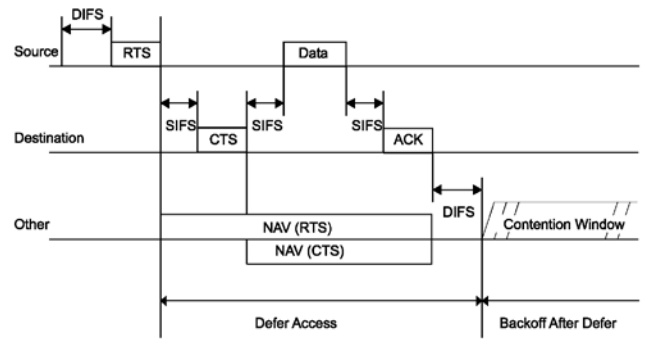 DIFS
Source
RTS
Data
SIFS
SIFS
SIFS
Destination
CTS
ACK
DIFS
Other
NAV (RTS)
Contention Window
NAV (CTS)
Defer Access
Backoff After Defer